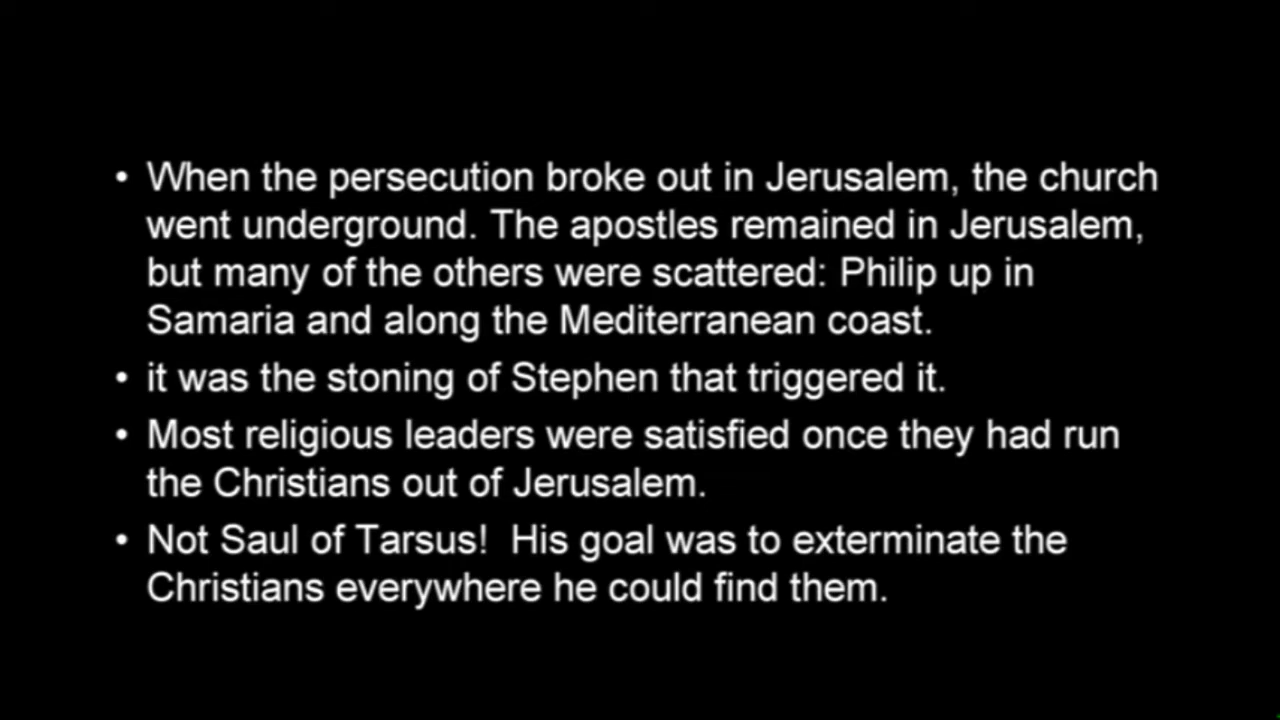 • When the persecution broke out in Jerusalem, the church
went underground. The apostles remained in Jerusalem,
but many of the others were scattered: Philip up in
Samaria and along the Mediterranean coast.
• it was the stoning of Stephen that triggered it.
• Most religious leaders were satisfied once they had run
the Christians out of Jerusalem.
• Not Saul of Tarsus!  His goal was to exterminate the
Christians everywhere he could find them.